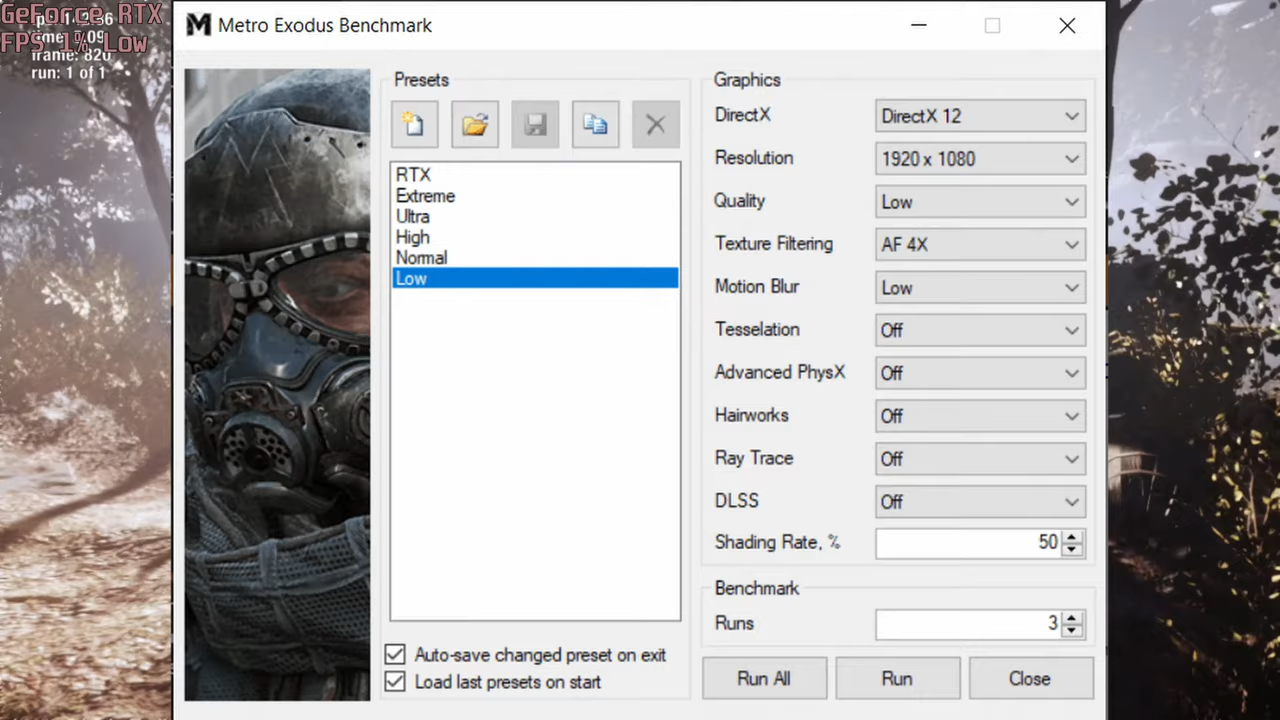 GeForce RTX
FPS 1% Low
frame: 820
run: 1 of 1
Metro Exodus Benchmark
Presets
RTX
Extreme
Ultra
High
Normal
Low
Auto-save changed preset on exit
Load last presets on start
Graphics
DirectX DirectX 12
Resolution 1920 x 1080
Quality Low
Texture Filtering AF 4X
Motion Blur Low
Tesselation Off
Advanced PhysX Off
Hairworks Off
Ray Trace Off
DLSS Off
Shading Rate, % 50
Benchmark
Runs 3
Run All Run Close